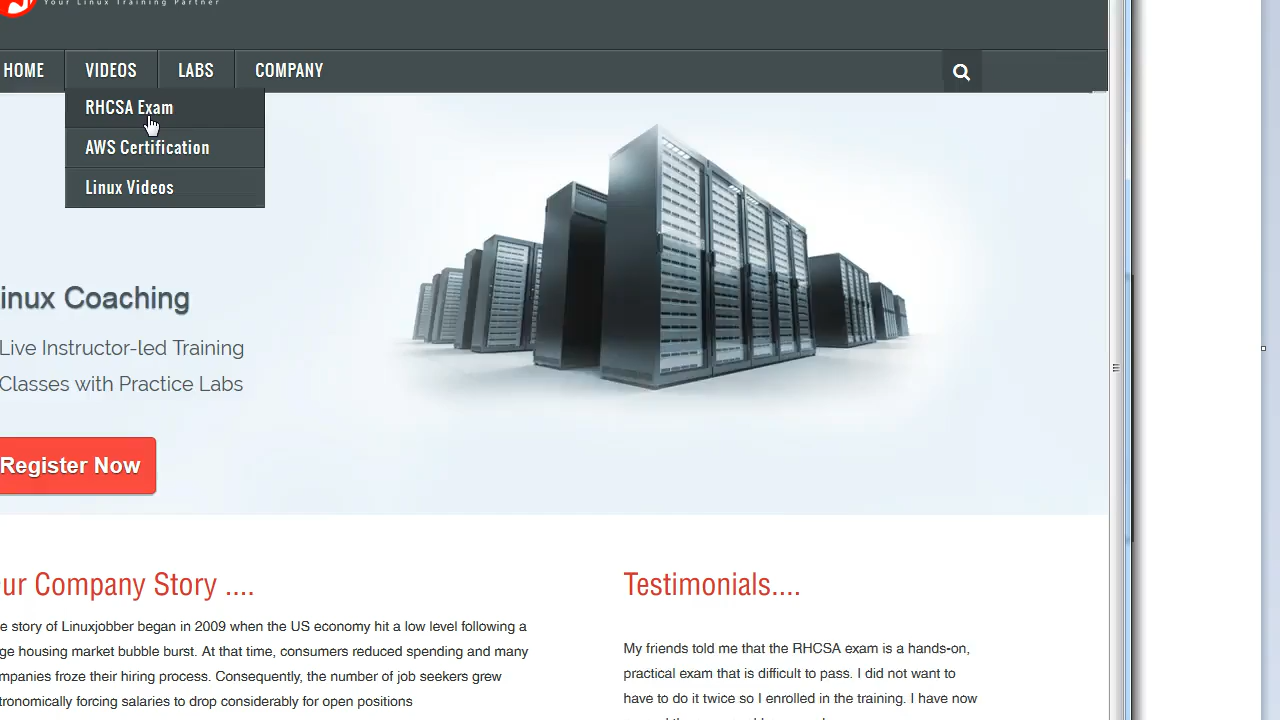 Your Linux Training Partner
HOME VIDEOS LABS COMPANY
RHCSA Exam
AWS Certification
Linux Videos
inux Coaching
Live Instructor-led Training
Classes with Practice Labs
Register Now
ur Company Story ....
e story of Linuxjobber began in 2009 when the US economy hit a low level following a
ge housing market bubble burst. At that time, consumers reduced spending and many
mpanies froze their hiring process. Consequently, the number of job seekers grew
tronomically forcing salaries to drop considerably for open positions
Testimonials....
My friends told me that the RHCSA exam is a hands-on,
practical exam that is difficult to pass. I did not want to
have to do it twice so I enrolled in the training. I have now